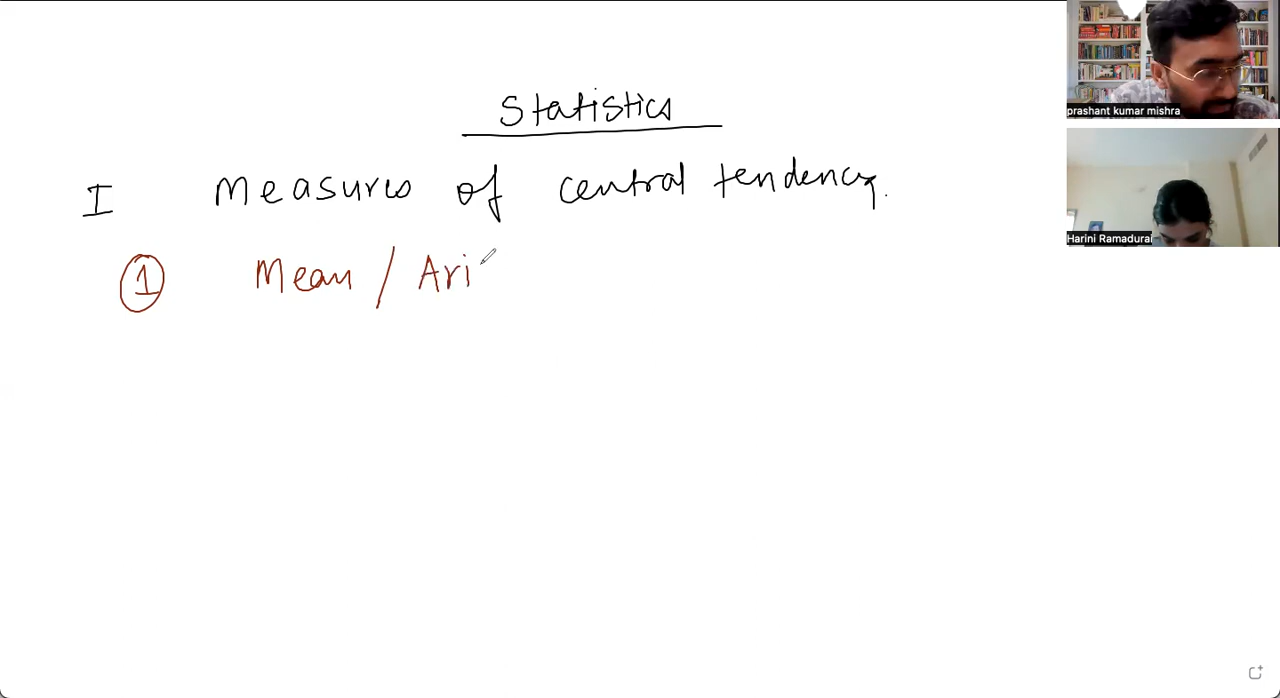 Statistics
I Measures of central tendency.
1 Mean / Ari
prashant kumar mishra
Harini Ramadurai